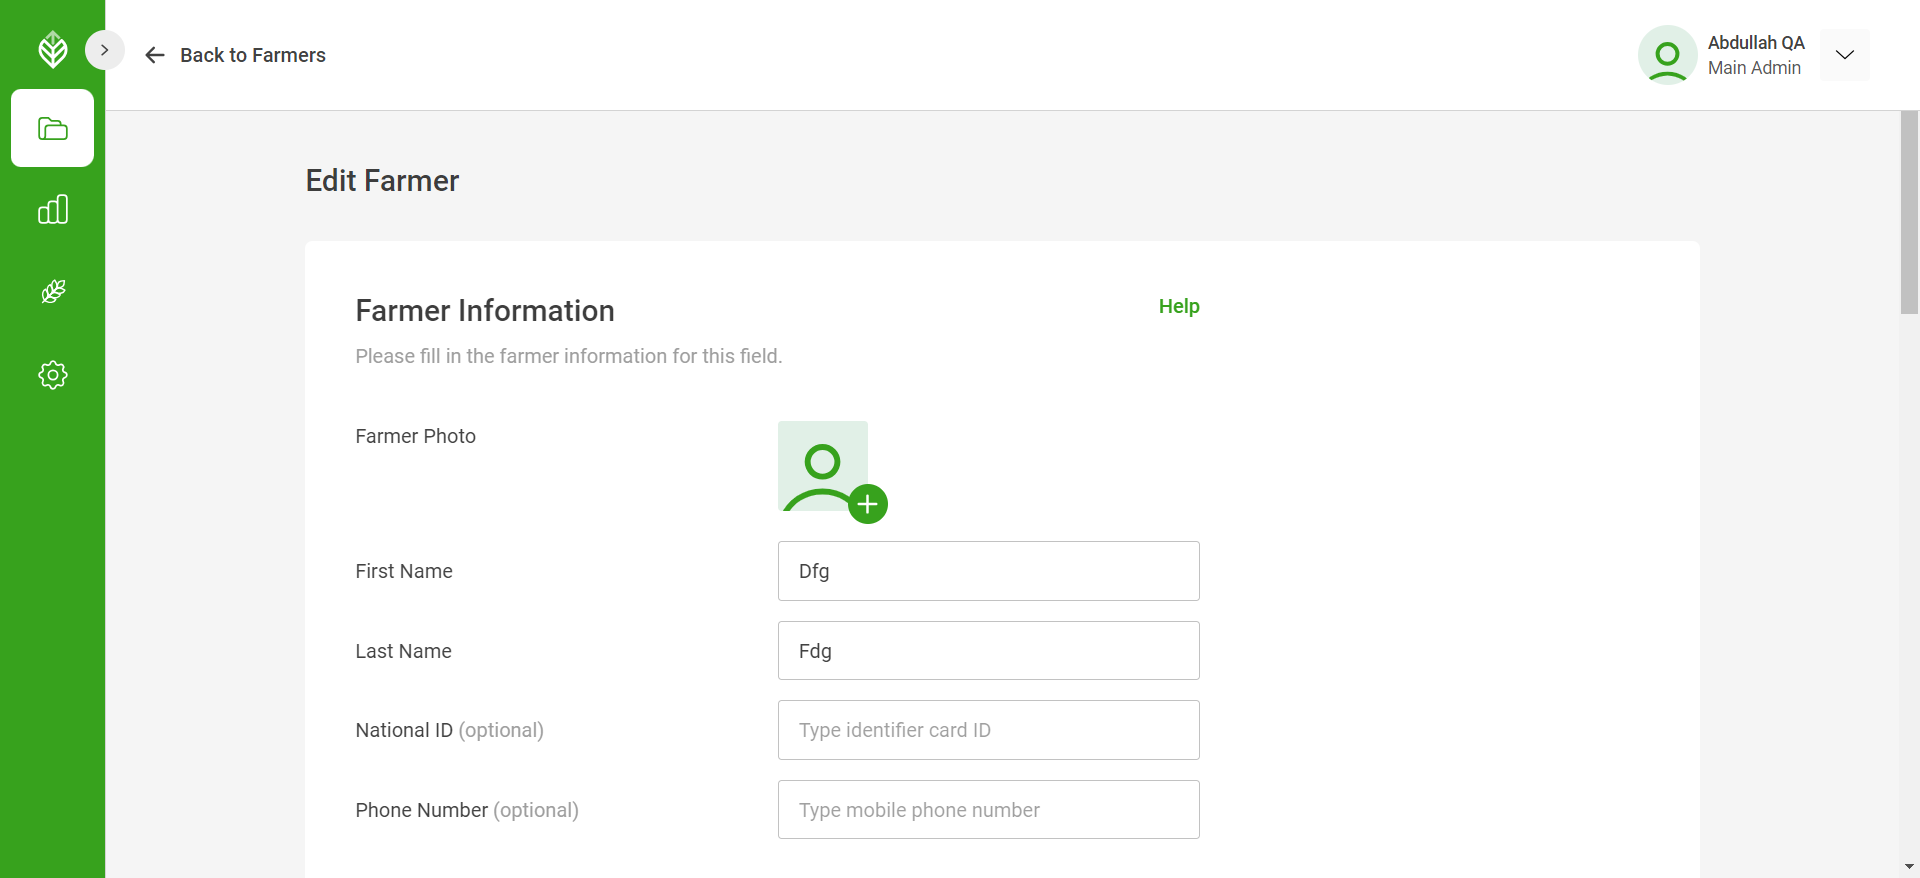 Back to Farmers
Abdullah QA
Main Admin
Edit Farmer
Farmer Information
Help
Please fill in the farmer information for this field.
Farmer Photo
First Name
Dfg
Last Name
Fdg
National ID (optional)
Type identifier card ID
Phone Number (optional)
Type mobile phone number